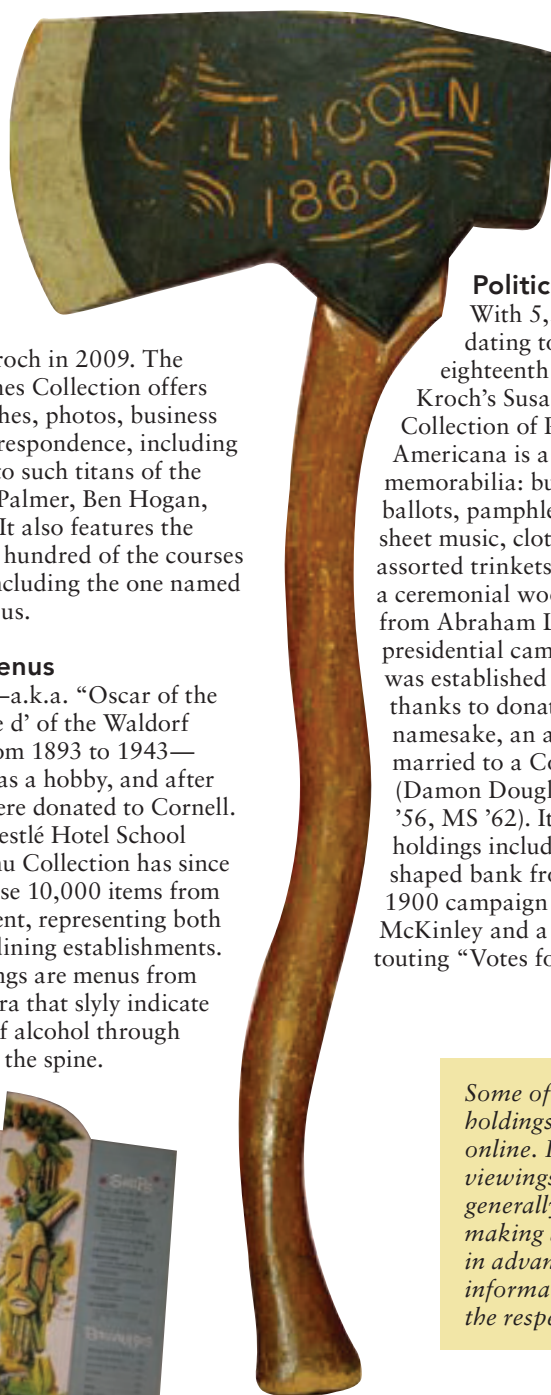 LINCOLN.
1860
roch in 2009. The
nes Collection offers
hes, photos, business
respondence, including
to such titans of the
Palmer, Ben Hogan,
It also features the
hundred of the courses
ncluding the one named
us.
enus
–a.k.a. “Oscar of the
e d’ of the Waldorf
om 1893 to 1943—
as a hobby, and after
ere donated to Cornell.
estlé Hotel School
nu Collection has since
se 10,000 items from
ent, representing both
lining establishments.
ngs are menus from
ra that slyly indicate
f alcohol through
the spine.
Politic
With 5,
dating to
eighteenth
Kroch’s Susa
Collection of P
Americana is a
memorabilia: bu
ballots, pamphle
sheet music, clot
assorted trinkets
a ceremonial woo
from Abraham L
presidential cam
was established
thanks to donat
namesake, an a
married to a Co
(Damon Dough
’56, MS ’62). It
holdings includ
shaped bank fro
1900 campaign
McKinley and a
touting “Votes fo
Some of
holdings
online. I
viewings
generally
making a
in advan
informa
the respe
SOUPS